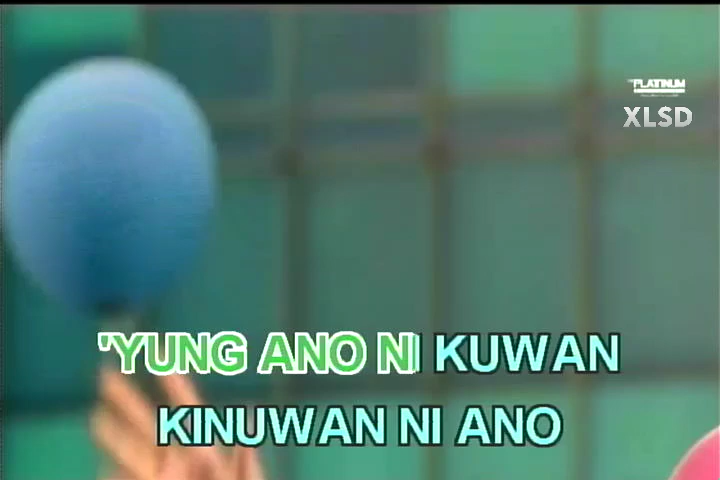 PLATINUM
XLSD
'YUNG ANO NI KUWAN
KINUWAN NI ANO